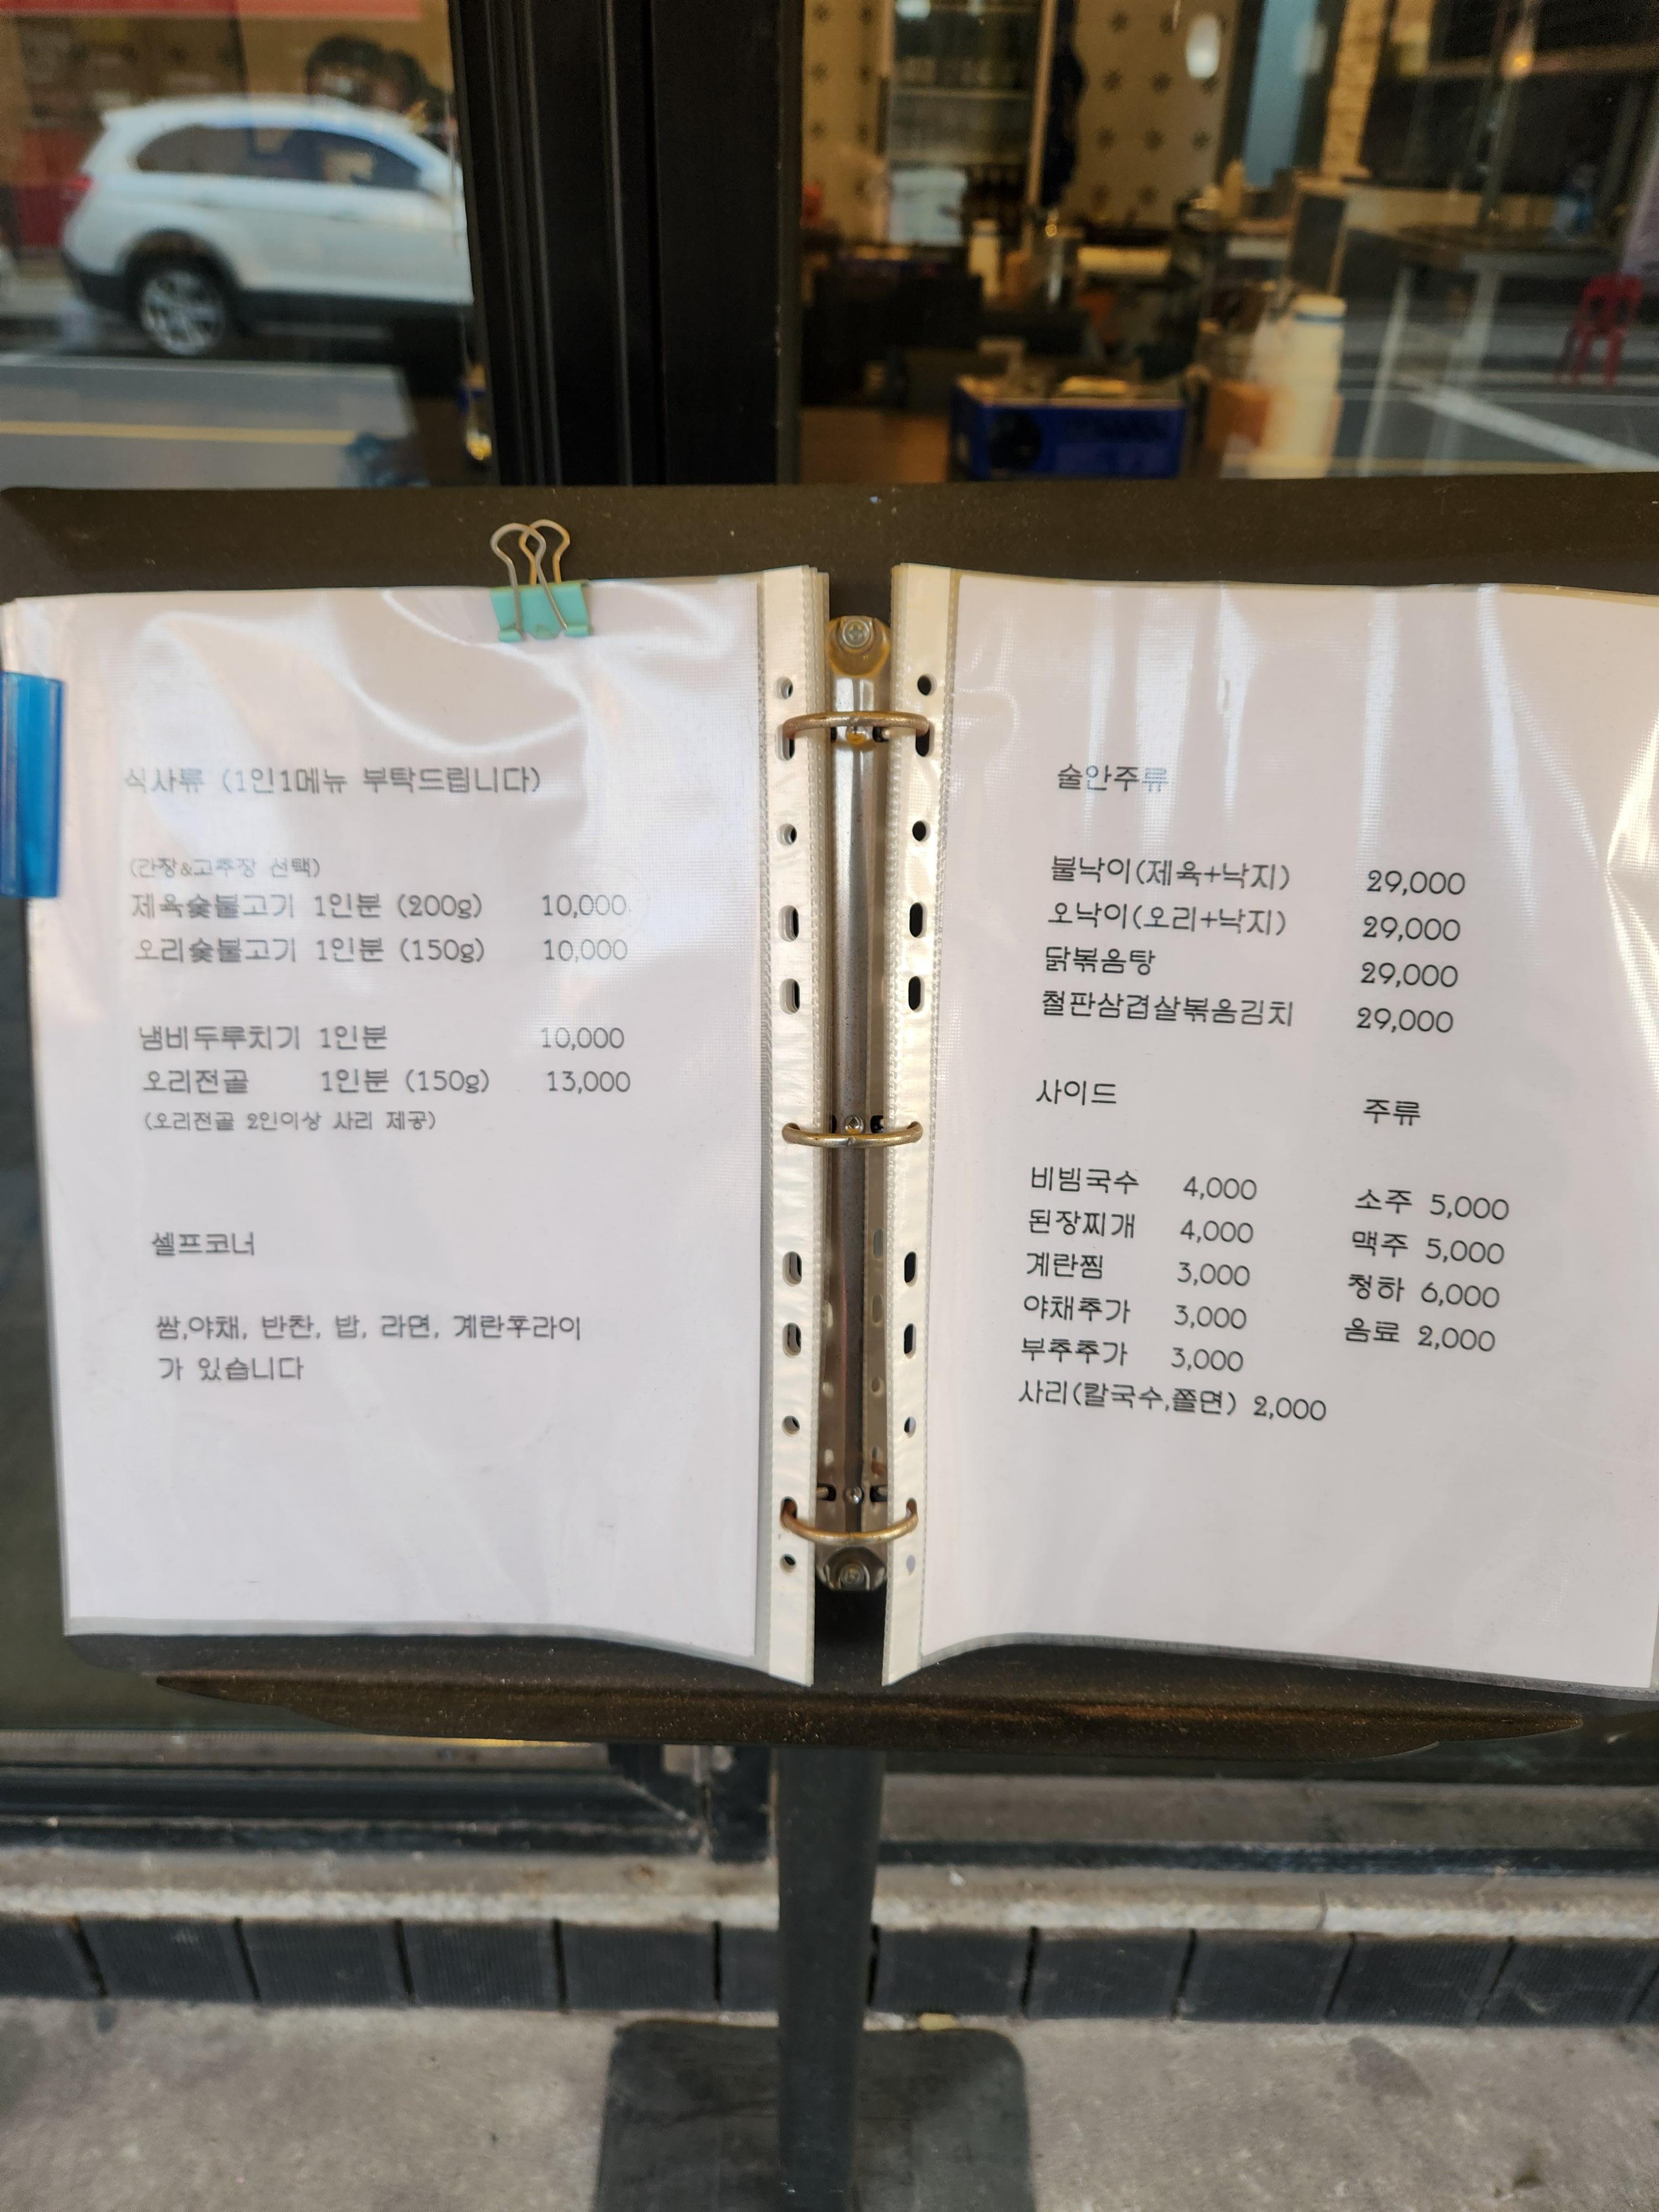 식사류 (1인1메뉴 부탁드립니다)
(간장&고추장 선택)
제육숯불고기 1인분 (200g) 10,000
오리숯불고기 1인분 (150g) 10,000
냄비두루치기 1인분 10,000
오리전골 1인분 (150g) 13,000
(오리전골 2인이상 사리 제공)
셀프코너
쌈,야채, 반찬, 밥, 라면, 계란후라이
가 있습니다
술안주류
불낙이(제육+낙지) 29,000
오낙이(오리+낙지) 29,000
닭볶음탕 29,000
철판삼겹살볶음김치 29,000
사이드
비빔국수 4,000
된장찌개 4,000
계란찜 3,000
야채추가 3,000
부추추가 3,000
사리(칼국수,쫄면) 2,000
주류
소주 5,000
맥주 5,000
청하 6,000
음료 2,000